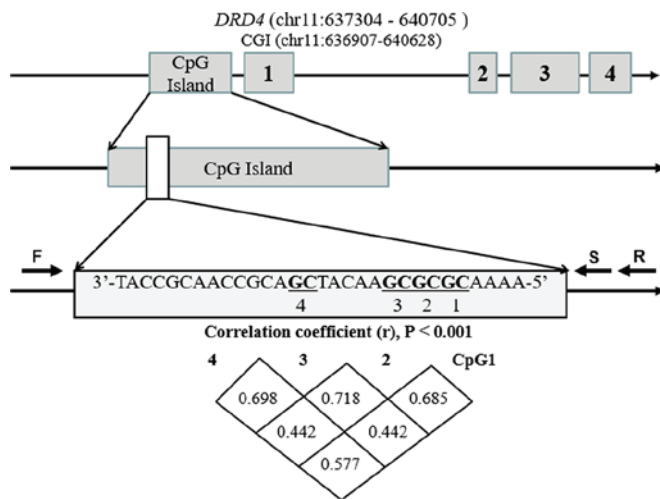 DRD4 (chr11:637304 - 640705 )
CGI (chr11:636907-640628)
CpG Island 1 2 3 4
CpG Island
F S R
3’-TACCGCAACCGCAGCTACAAGCGCGCAAAA-5’
4 3 2 1
Correlation coefficient (r), P < 0.001
4 3 2 CpG1
0.698 0.718 0.685
0.442 0.442
0.577